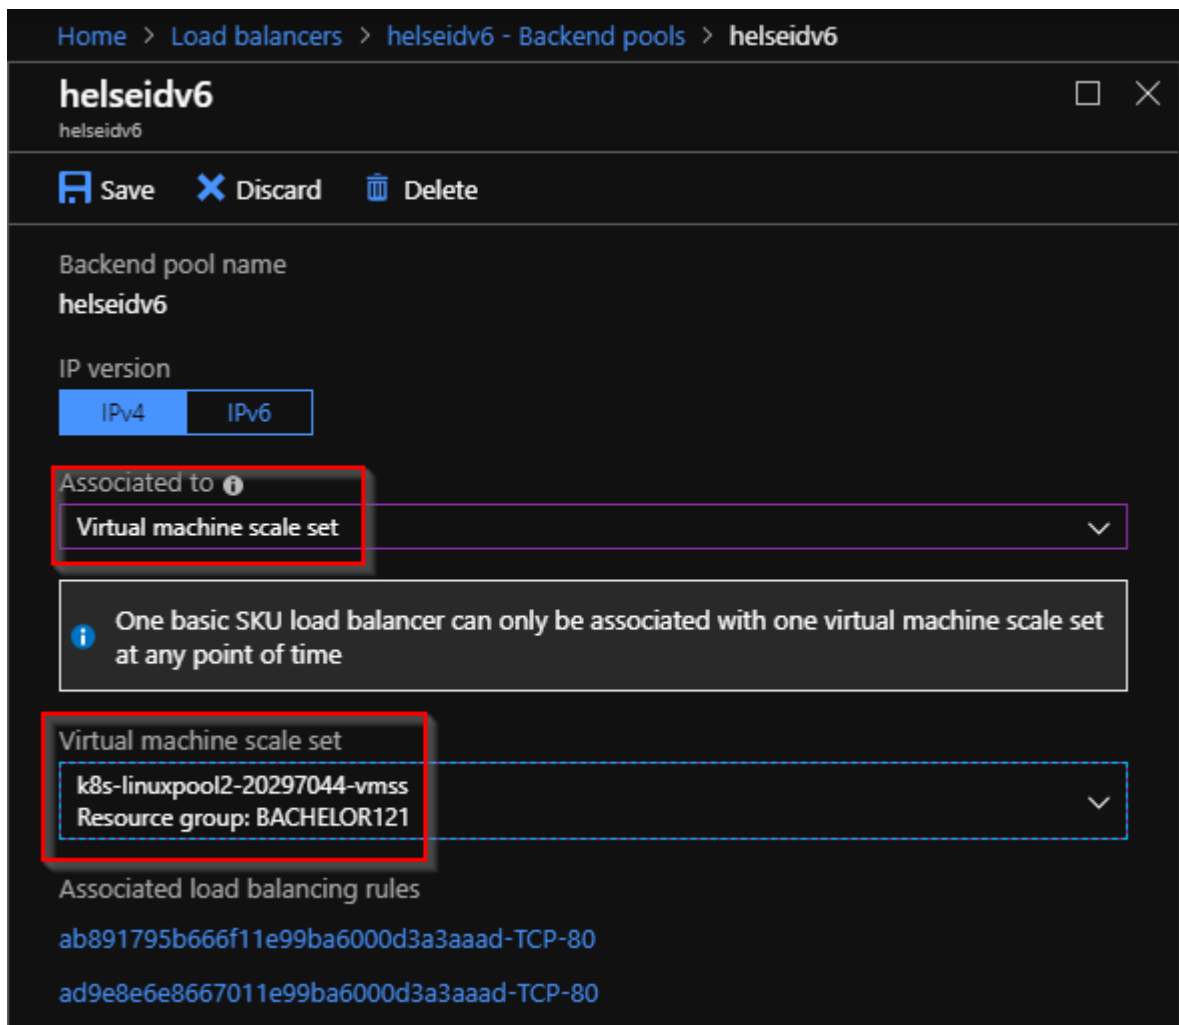 Home > Load balancers > helseidv6 - Backend pools > helseidv6
helseidv6
helseidv6
Save Discard Delete
Backend pool name
helseidv6
IP version
IPv4 IPv6
Associated to
Virtual machine scale set
One basic SKU load balancer can only be associated with one virtual machine scale set
at any point of time
Virtual machine scale set
k8s-linuxpool2-20297044-vmss
Resource group: BACHELOR121
Associated load balancing rules
ab891795b666f11e99ba6000d3a3aaad-TCP-80
ad9e8e6e8667011e99ba6000d3a3aaad-TCP-80